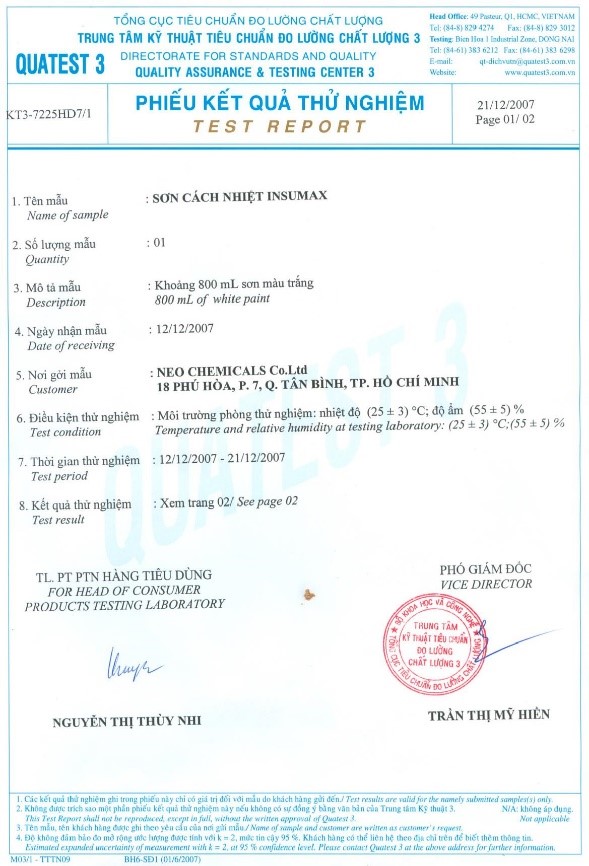 TỔNG CỤC TIÊU CHUẨN ĐO LƯỜNG CHẤT LƯỢNG
TRUNG TÂM KỸ THUẬT TIÊU CHUẨN ĐO LƯỜNG CHẤT LƯỢNG 3
DIRECTORATE FOR STANDARDS AND QUALITY
QUALITY ASSURANCE & TESTING CENTER 3
QUATEST 3
Head Office: 49 Pasteur, Q1, HCMC, VIETNAM
Tel: (84-8) 829 4274 Fax: (84-8) 829 3012
Testing: Bien Hoa 1 Industrial Zone, DONG NAI
Tel: (84-61) 383 6212 Fax: (84-61) 383 6298
E-mail: qt-dichvutn@quatest3.com.vn
Website: www.quatest3.com.vn
KT3-7225HD7/1
PHIẾU KẾT QUẢ THỬ NGHIỆM
TEST REPORT
21/12/2007
Page 01/ 02
1. Tên mẫu : SƠN CÁCH NHIỆT INSUMAX
Name of sample
2. Số lượng mẫu : 01
Quantity
3. Mô tả mẫu : Khoảng 800 mL sơn màu trắng
Description 800 mL of white paint
4. Ngày nhận mẫu : 12/12/2007
Date of receiving
5. Nơi gởi mẫu : NEO CHEMICALS Co.Ltd
Customer 18 PHÚ HÒA, P. 7, Q. TÂN BÌNH, TP. HỒ CHÍ MINH
6. Điều kiện thử nghiệm : Môi trường phòng thử nghiệm: nhiệt độ (25 ± 3) °C; độ ẩm (55 ± 5) %
Test condition Temperature and relative humidity at testing laboratory: (25 ± 3) °C;(55 ± 5) %
7. Thời gian thử nghiệm : 12/12/2007 - 21/12/2007
Test period
8. Kết quả thử nghiệm : Xem trang 02/ See page 02
Test result
QUATEST 3
TL. PT PTN HÀNG TIÊU DÙNG
FOR HEAD OF CONSUMER
PRODUCTS TESTING LABORATORY
PHÓ GIÁM ĐỐC
VICE DIRECTOR
BỘ KHOA HỌC VÀ CÔNG NGHỆ
TRUNG TÂM
KỸ THUẬT TIÊU CHUẨN
ĐO LƯỜNG
CHẤT LƯỢNG 3
TỔNG CỤC TIÊU CHUẨN ĐO LƯỜNG CHẤT LƯỢNG
NGUYỄN THỊ THÙY NHI
TRẦN THỊ MỸ HIỀN
1. Các kết quả thử nghiệm ghi trong phiếu này chỉ có giá trị đối với mẫu do khách hàng gửi đến./ Test results are valid for the namely submitted sample(s) only.
2. Không được trích sao một phần phiếu kết quả thử nghiệm này nếu không có sự đồng ý bằng văn bản của Trung tâm Kỹ thuật 3. N/A: không áp dụng.
This Test Report shall not be reproduced, except in full, without the written approval of Quatest 3. Not applicable
3. Tên mẫu, tên khách hàng được ghi theo yêu cầu của nơi gửi mẫu./ Name of sample and customer are written as customer's request.
4. Độ không đảm bảo đo mở rộng ước lượng được tính với k = 2, mức tin cậy 95 %. Khách hàng có thể liên hệ theo địa chỉ trên để biết thêm thông tin.
Estimated expanded uncertainty of measurement with k = 2, at 95 % confidence level. Please contact Quatest 3 at the above address for further information.
M03/1 - TTTN09 BH6-SĐ1 (01/6/2007)